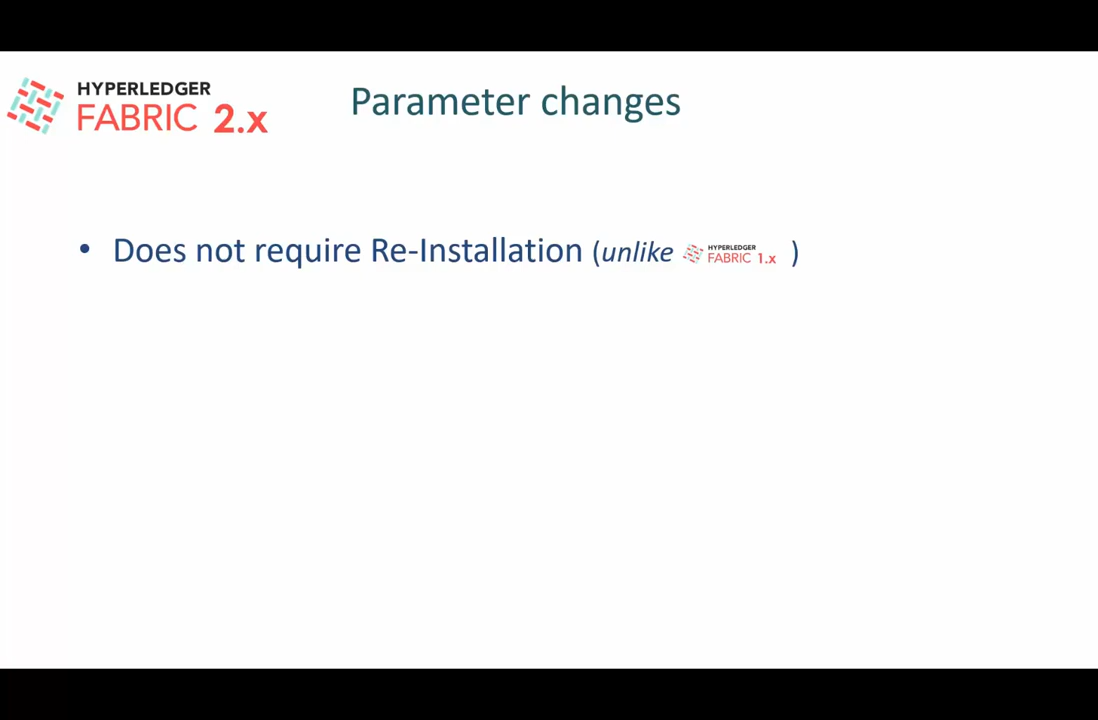 HYPERLEDGER
FABRIC 2.x
Parameter changes
• Does not require Re-Installation (unlike HYPERLEDGER FABRIC 1.x )